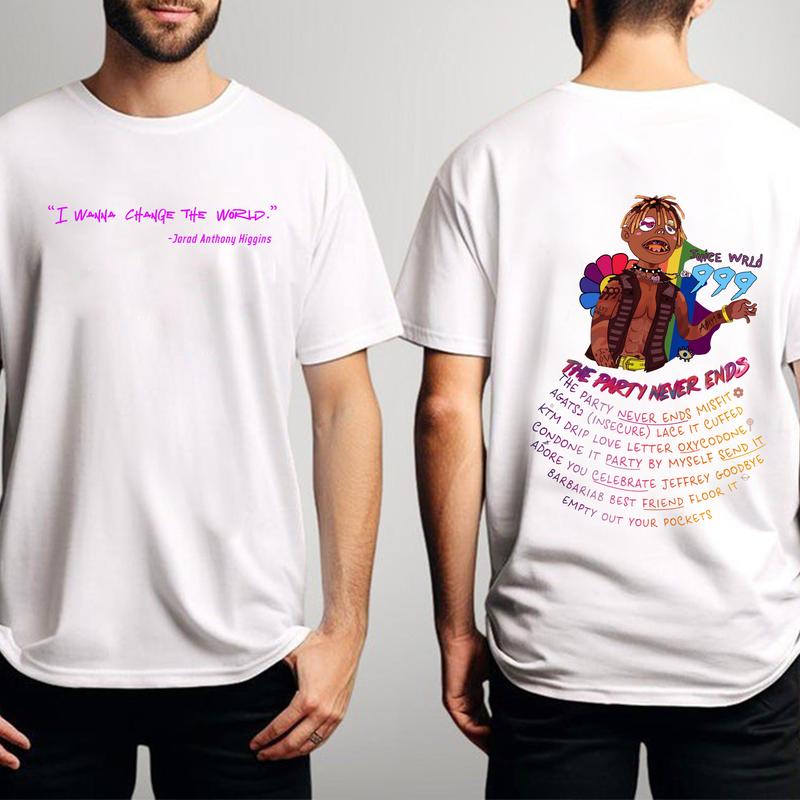 “I WANNA CHANGE THE WORLD.”
-Jarad Anthony Higgins
JUICE WRLD
999
THE PARTY NEVER ENDS
THE PARTY NEVER ENDS MISFIT
AGATS2 (INSECURE) LACE IT CUFFED
KTM DRIP LOVE LETTER OXYCODONE
CONDONE IT PARTY BY MYSELF SEND IT
ADORE YOU CELEBRATE JEFFREY GOODBYE
BARBARIAB BEST FRIEND FLOOR IT
EMPTY OUT YOUR POCKETS